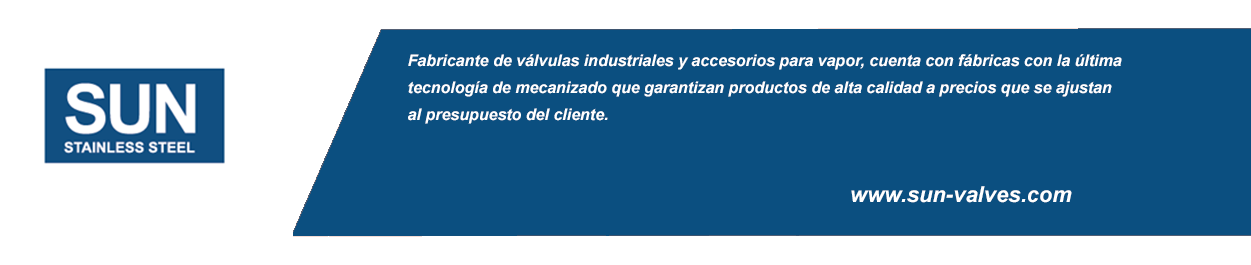 SUN
STAINLESS STEEL
Fabricante de válvulas industriales y accesorios para vapor, cuenta con fábricas con la última
tecnología de mecanizado que garantizan productos de alta calidad a precios que se ajustan
al presupuesto del cliente.
www.sun-valves.com